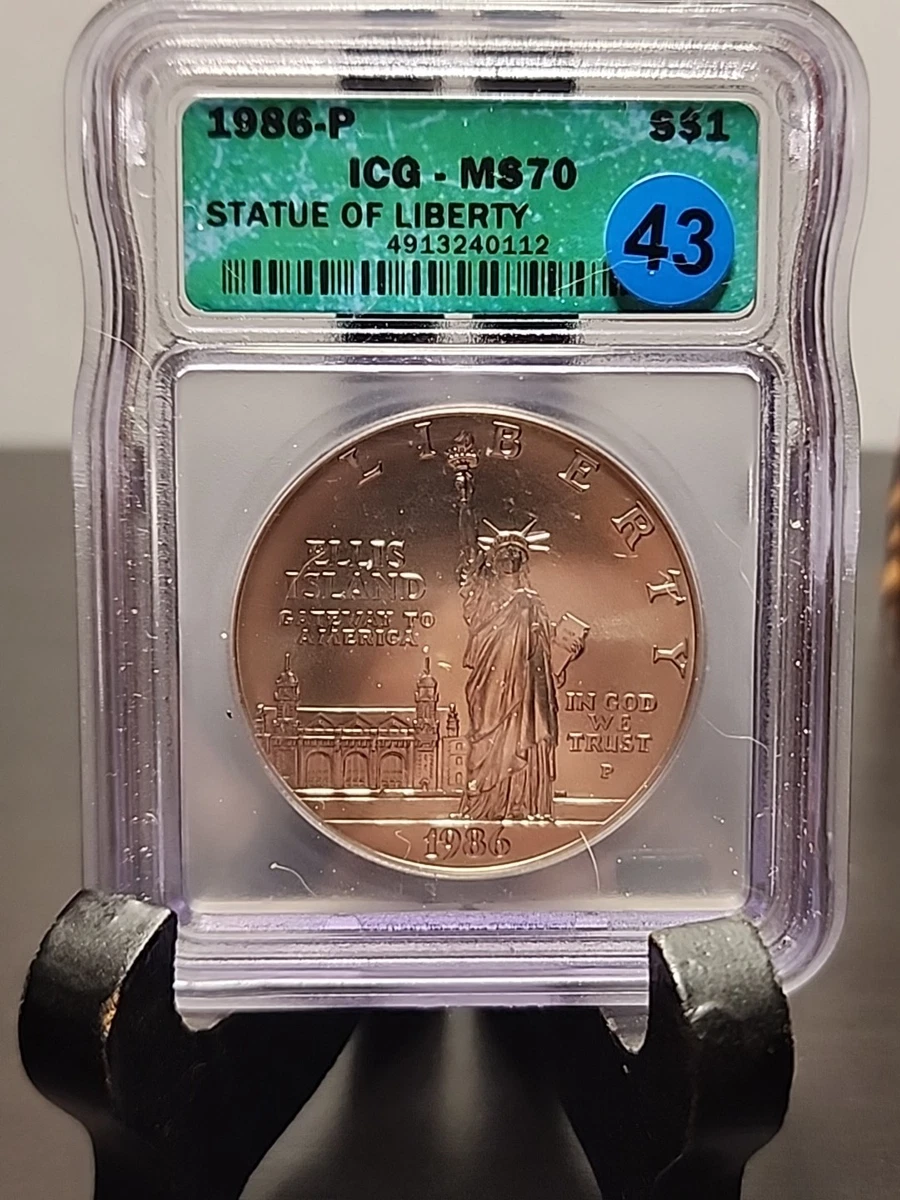 1986-P S$1
ICG - MS70
STATUE OF LIBERTY
4913240112
43
LIBERTY
ELLIS
ISLAND
GATEWAY TO
AMERICA
IN GOD
WE
TRUST
P
1986